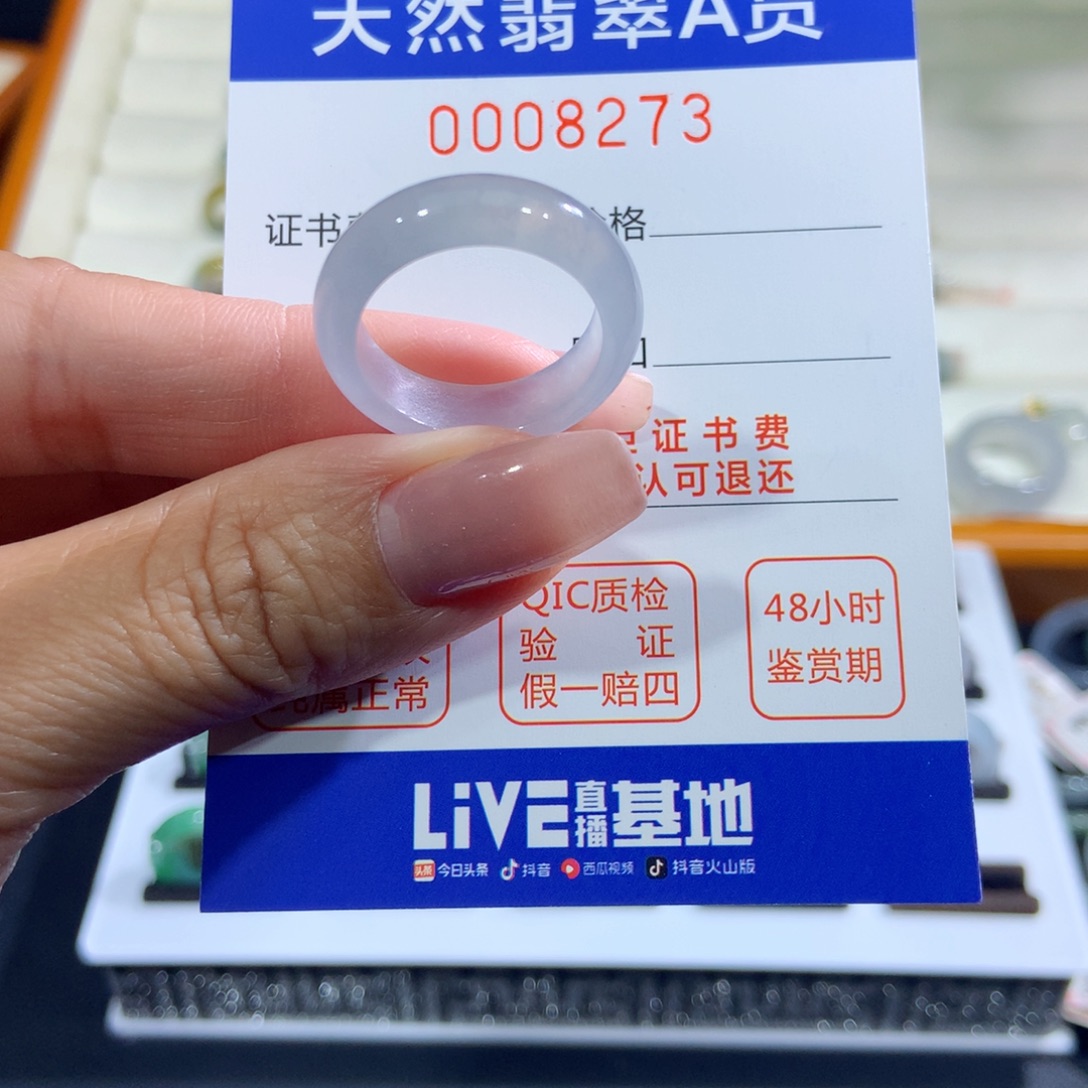 天然翡翠A货
0008273
证书 格
口
证书费
认可退还
QIC质检
验 证
假一赔四
48小时
鉴赏期
属正常
LiVE直播基地
头条 今日头条 抖音 西瓜视频 抖音火山版